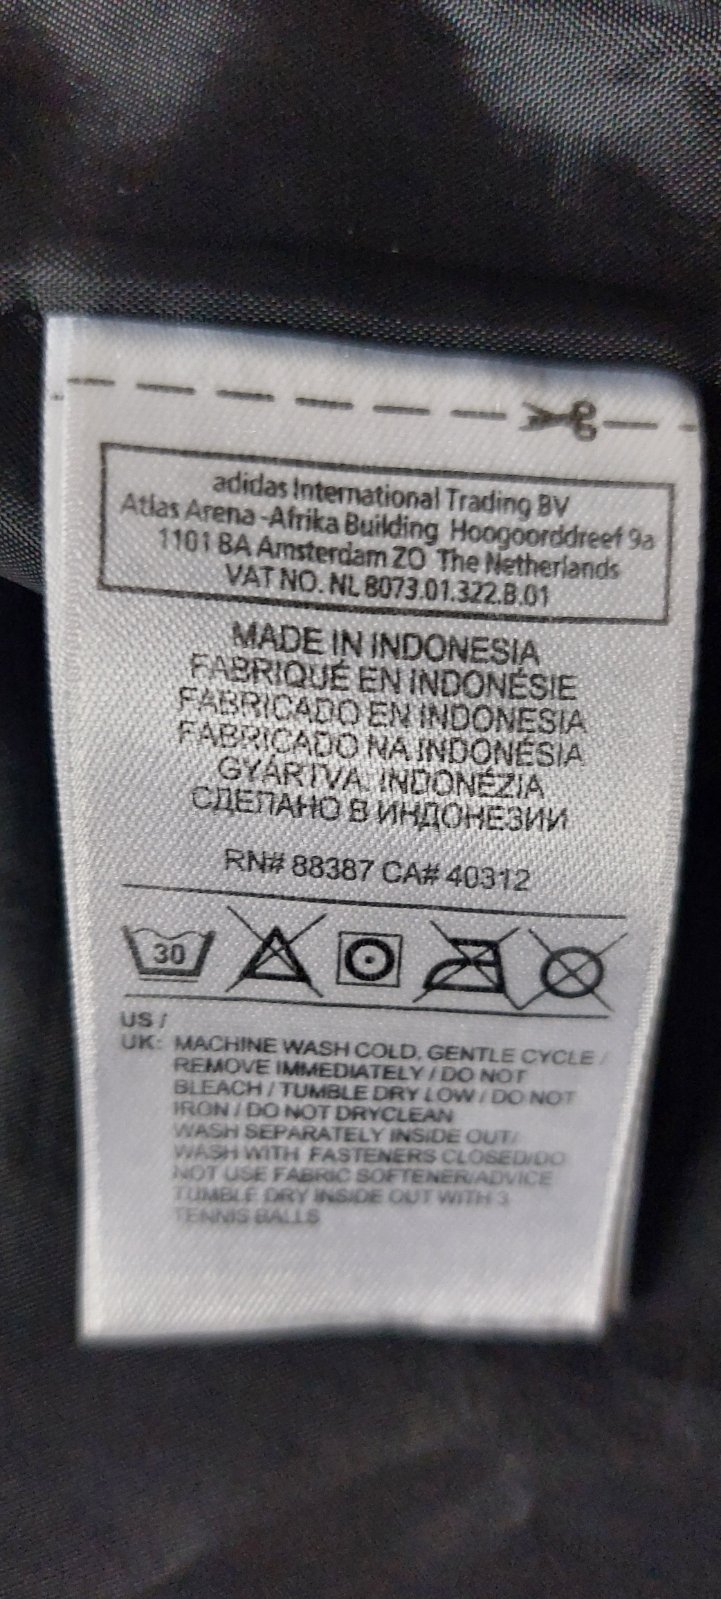 adidas International Trading BV
Atlas Arena-Afrika Building Hoogoorddreef 9a
1101 BA Amsterdam ZO The Netherlands
VAT NO. NL 8073.01.322.B.01
MADE IN INDONESIA
FABRIQUÉ EN INDONÉSIE
FABRICADO EN INDONESIA
FABRICADO NA INDONÉSIA
GYÁRTVA: INDONÉZIA
СДЕЛАНО В ИНДОНЕЗИИ
RN# 88387 CA# 40312
30
US /
UK: MACHINE WASH COLD, GENTLE CYCLE /
REMOVE IMMEDIATELY / DO NOT
BLEACH / TUMBLE DRY LOW / DO NOT
IRON / DO NOT DRYCLEAN
WASH SEPARATELY INSIDE OUT/
WASH WITH FASTENERS CLOSED/DO
NOT USE FABRIC SOFTENER/ADVICE
TUMBLE DRY INSIDE OUT WITH 3
TENNIS BALLS